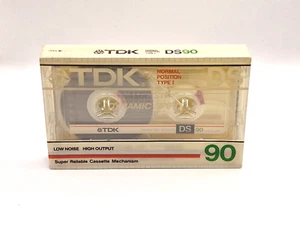 TDK DS90
TDK DS
NORMAL
POSITION
TYPE I
DYNAMIC
TDK DS 90
LOW NOISE · HIGH OUTPUT 90
Super Reliable Cassette Mechanism